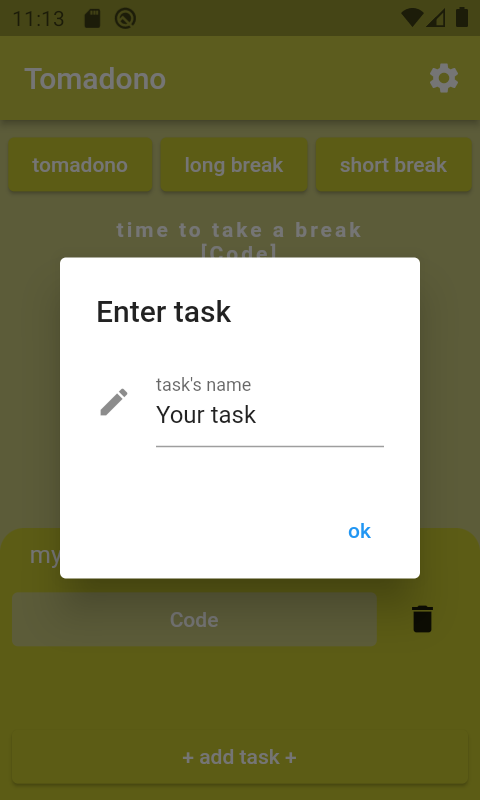 11:13
Tomadono
tomadono long break short break
time to take a break
[Code]
Enter task
task's name
Your task
ok
my
Code
+ add task +